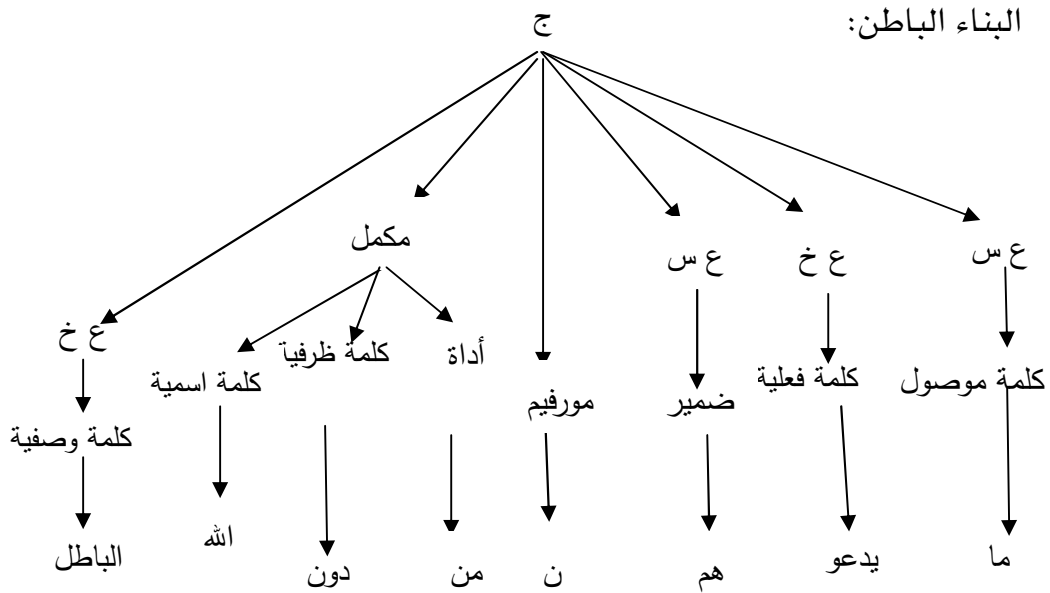 البناء الباطن:
ج
ع س
ع خ
ع س
مكمل
ع خ
كلمة موصول
كلمة فعلية
ضمير
مورفيم
أداة
كلمة ظرفية
كلمة اسمية
كلمة وصفية
ما
يدعو
هم
ن
من
دون
الله
الباطل